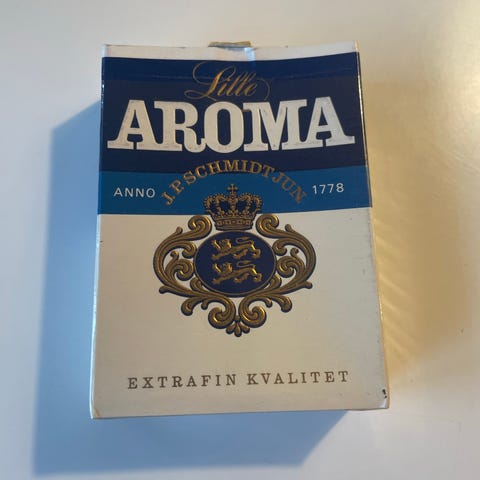 Lille
AROMA
J.P. SCHMIDT JUN.
ANNO 1778
EXTRAFIN KVALITET